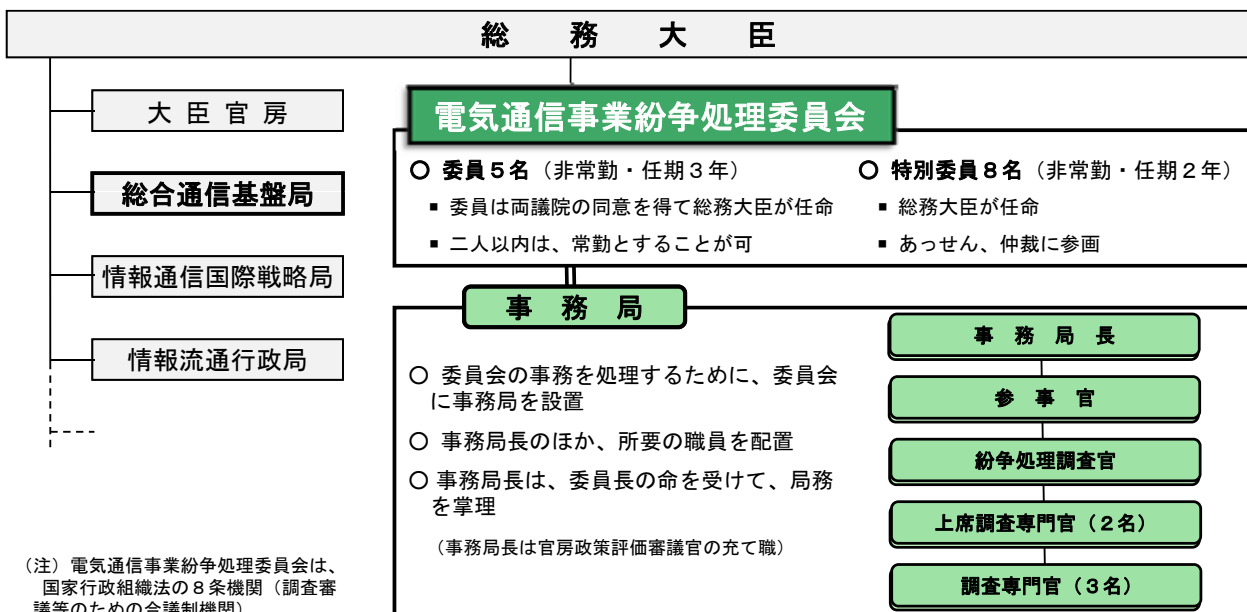 総務大臣
大臣官房
総合通信基盤局
情報通信国際戦略局
情報流通行政局
電気通信事業紛争処理委員会
○ 委員５名（非常勤・任期３年）
▪ 委員は両議院の同意を得て総務大臣が任命
▪ 二人以内は、常勤とすることが可
○ 特別委員８名（非常勤・任期２年）
▪ 総務大臣が任命
▪ あっせん、仲裁に参画
事務局
○ 委員会の事務を処理するために、委員会
に事務局を設置
○ 事務局長のほか、所要の職員を配置
○ 事務局長は、委員長の命を受けて、局務
を掌理
（事務局長は官房政策評価審議官の充て職）
事務局長
参事官
紛争処理調査官
上席調査専門官（２名）
調査専門官（３名）
（注）電気通信事業紛争処理委員会は、
国家行政組織法の８条機関（調査審
議等のための合議制機関）